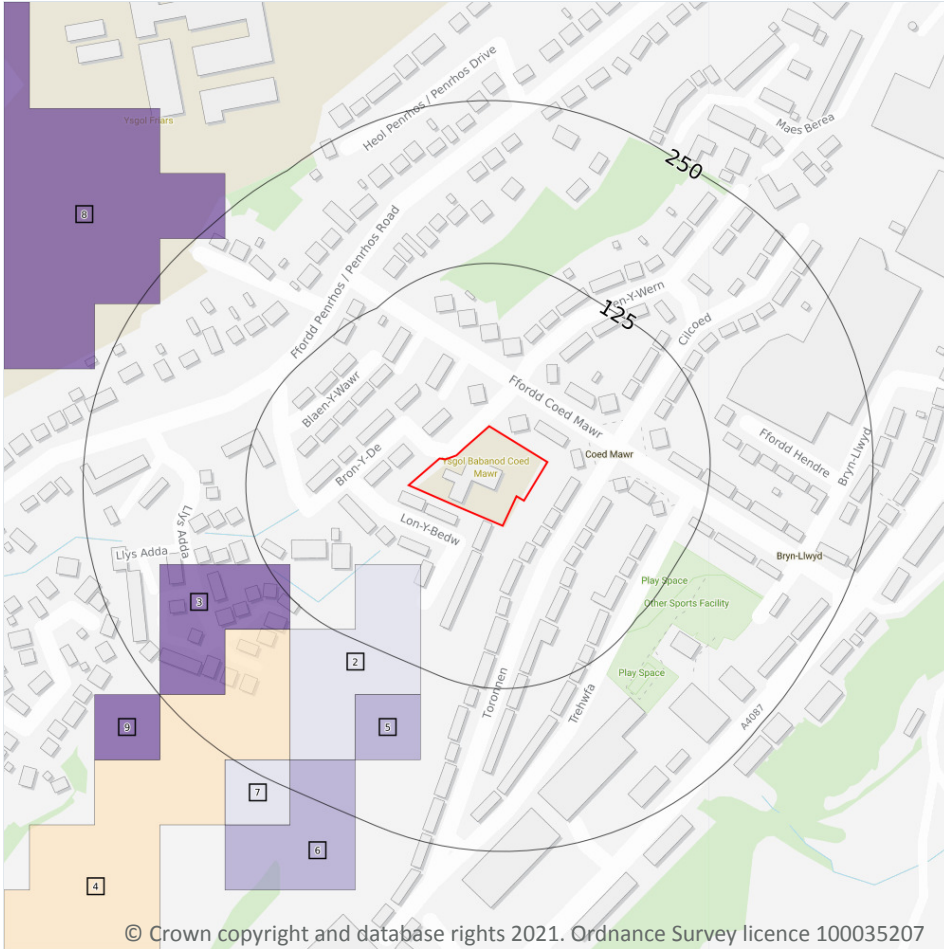 Ysgol Friars
Heol Penrhos / Penrhos Drive
Maes Berea
250
8
Ffordd Penrhos / Penrhos Road
125
en-Y-Wern
Cilcoed
Blaen-Y-Wawr
Ffordd Coed Mawr
Bron-Y-De
Ysgol Babanod Coed
Mawr
Coed Mawr
Ffordd Hendre
Bryn-Llwyd
Lon-Y-Bedw
Llys Adda
Llys Adda
Bryn-Llwyd
Play Space
Other Sports Facility
3
2
Play Space
Toronnen
Trehwfa
A4087
9
5
7
6
4
© Crown copyright and database rights 2021. Ordnance Survey licence 100035207